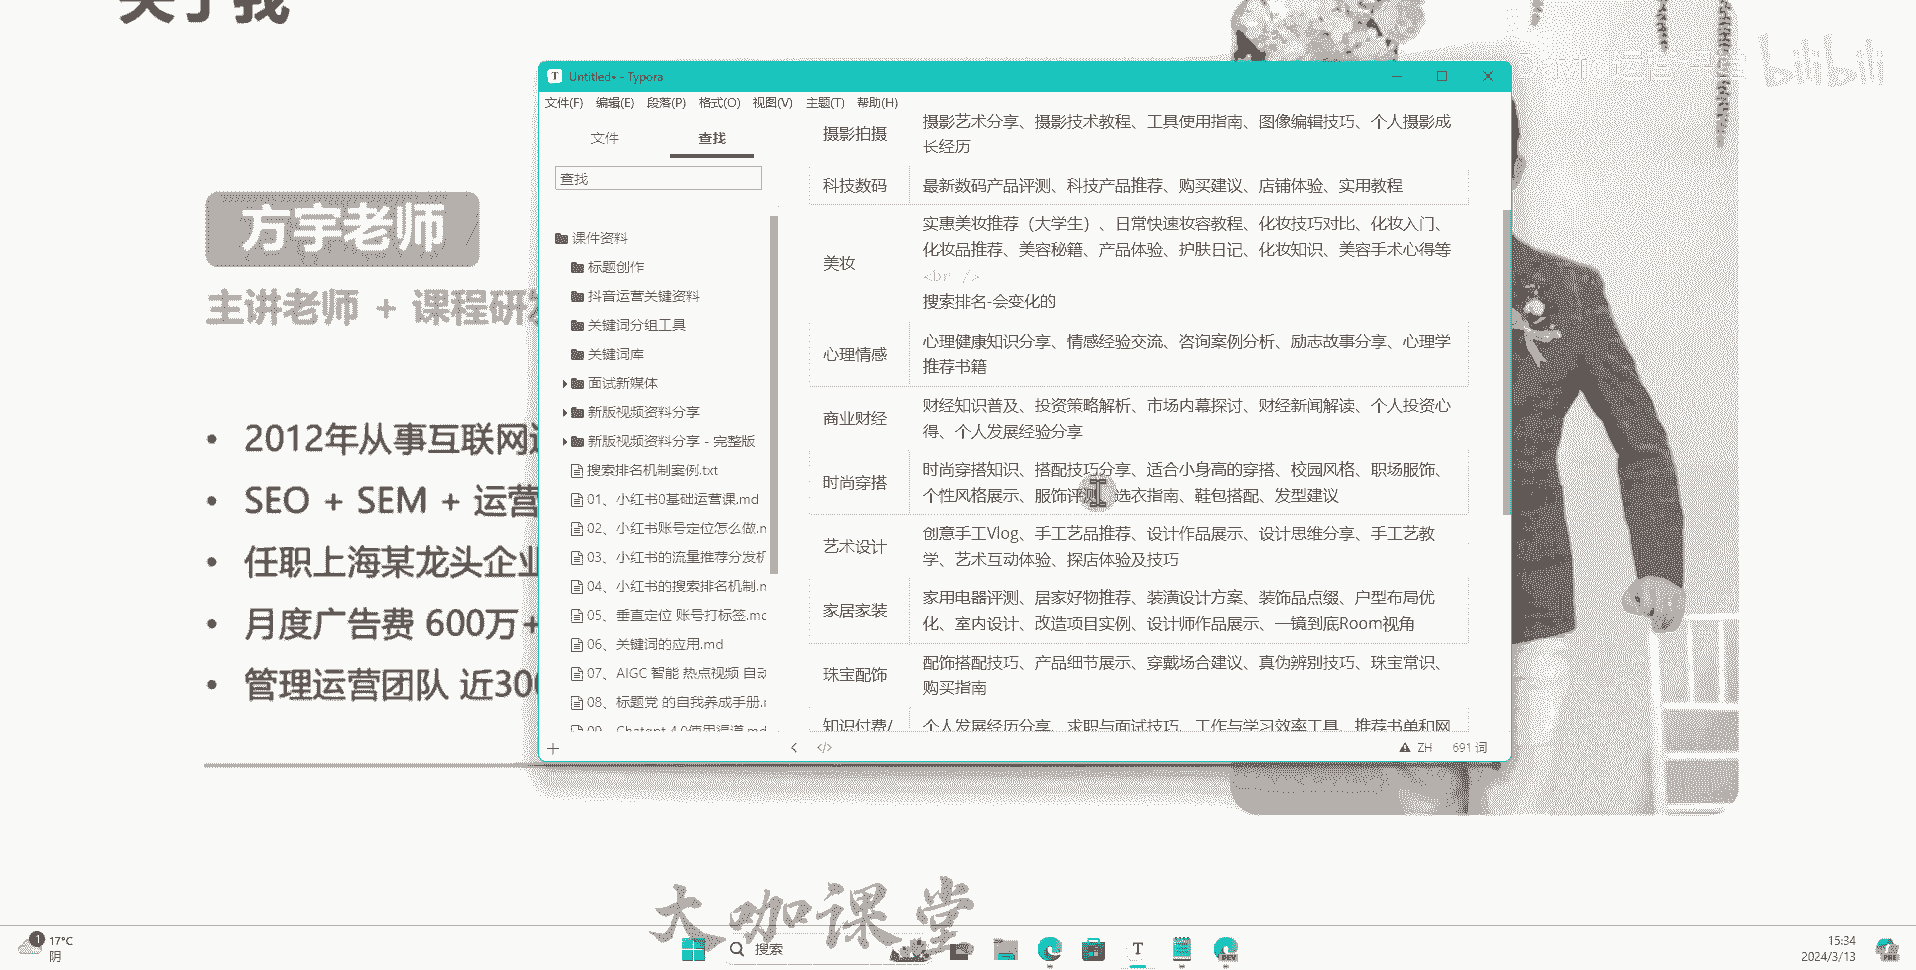 关于我
bilibili
Untitled• - Typora
文件(F) 编辑(E) 段落(P) 格式(O) 视图(V) 主题(T) 帮助(H)
文件 查找
查找
课件资料
标题创作
抖音运营关键资料
关键词分组工具
关键词库
面试新媒体
新版视频资料分享
新版视频资料分享 - 完整版
搜索排名机制案例.txt
01、小红书0基础运营课.md
02、小红书账号定位怎么做.m
03、小红书的流量推荐分发机
04、小红书的搜索排名机制.m
05、垂直定位 账号打标签.mc
06、关键词的应用.md
07、AIGC 智能 热点视频 自动
08、标题党 的自我养成手册.r
09、Chatgpt 4.0使用渠道.md
摄影拍摄
摄影艺术分享、摄影技术教程、工具使用指南、图像编辑技巧、个人摄影成
长经历
科技数码
最新数码产品评测、科技产品推荐、购买建议、店铺体验、实用教程
美妆
实惠美妆推荐（大学生）、日常快速妆容教程、化妆技巧对比、化妆入门、
化妆品推荐、美容秘籍、产品体验、护肤日记、化妆知识、美容手术心得等
<br />
搜索排名-会变化的
心理情感
心理健康知识分享、情感经验交流、咨询案例分析、励志故事分享、心理学
推荐书籍
商业财经
财经知识普及、投资策略解析、市场内幕探讨、财经新闻解读、个人投资心
得、个人发展经验分享
时尚穿搭
时尚穿搭知识、搭配技巧分享、适合小身高的穿搭、校园风格、职场服饰、
个性风格展示、服饰评测、选衣指南、鞋包搭配、发型建议
艺术设计
创意手工Vlog、手工艺品推荐、设计作品展示、设计思维分享、手工艺教
学、艺术互动体验、探店体验及技巧
家居家装
家用电器评测、居家好物推荐、装潢设计方案、装饰品点缀、户型布局优
化、室内设计、改造项目实例、设计师作品展示、一镜到底Room视角
珠宝配饰
配饰搭配技巧、产品细节展示、穿戴场合建议、真伪辨别技巧、珠宝常识、
购买指南
知识付费/
个人发展经历分享、求职与面试技巧、工作与学习效率工具、推荐书单和网
ZH 691 词
方宇老师
主讲老师 + 课程研发
2012年从事互联网运
SEO + SEM + 运营
任职上海某龙头企业
月度广告费 600万+
管理运营团队 近300
大咖课堂
1 17°C
阴
搜索
15:34
2024/3/13
DEV
PRE